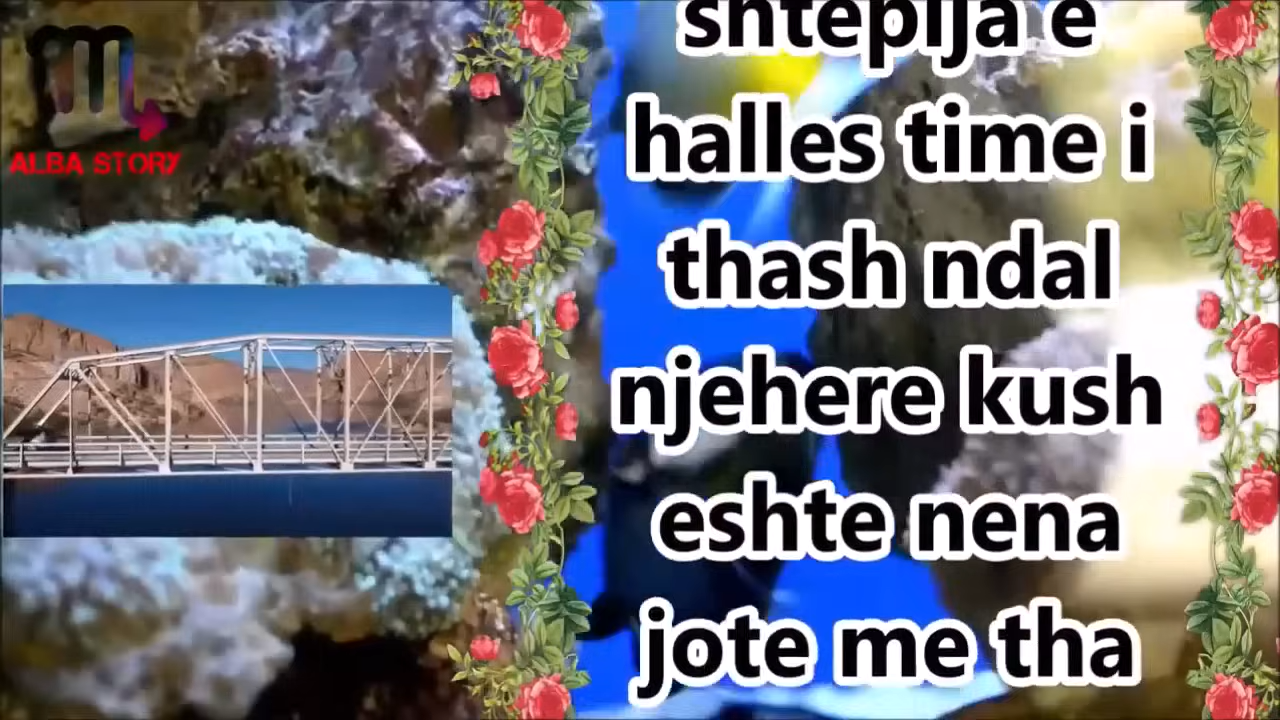 ALBA STORY
shtepija e
halles time i
thash ndal
njehere kush
eshte nena
jote me tha